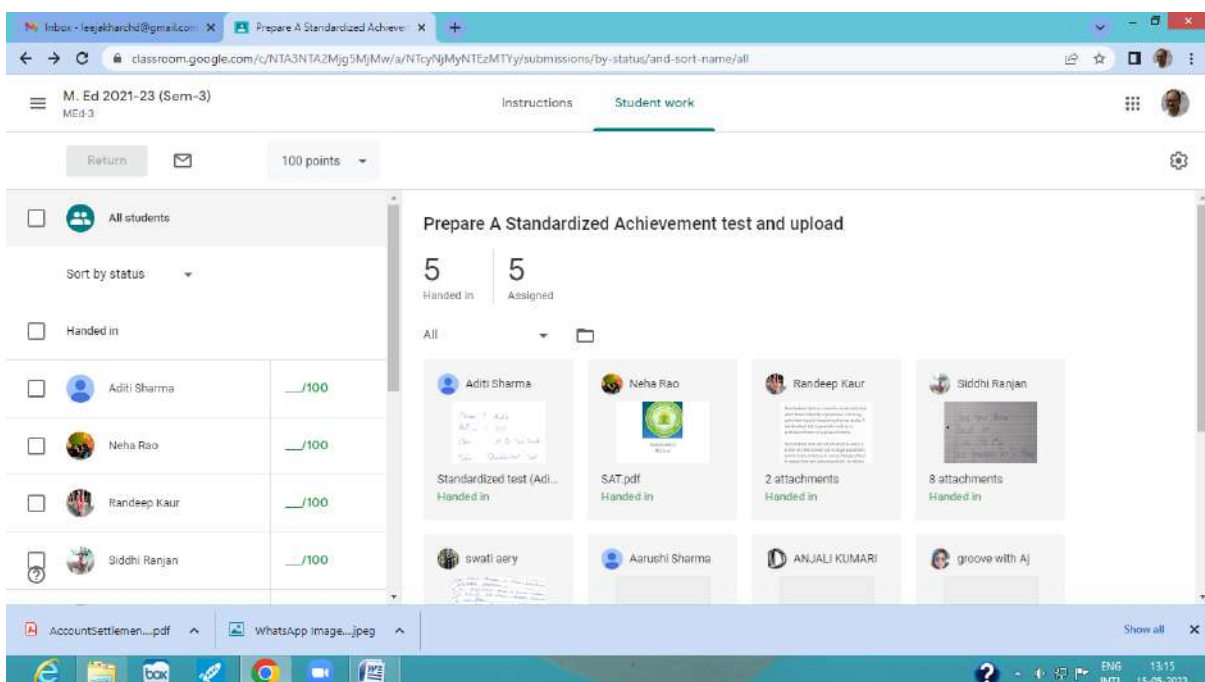 Inbox - leejakharchd@gmail.com
Prepare A Standardized Achieve
classroom.google.com/c/NTA3NTA2Mjg5MjMw/a/NTcyNjMyNTEzMTYy/submissions/by-status/and-sort-name/all
M. Ed 2021-23 (Sem-3)
MEd-3
Instructions
Student work
Return
100 points
All students
Sort by status
Handed in
Aditi Sharma
__/100
Neha Rao
__/100
Randeep Kaur
__/100
Siddhi Ranjan
__/100
Prepare A Standardized Achievement test and upload
5
Handed in
5
Assigned
All
Aditi Sharma
Standardized test (Adi...
Handed in
Neha Rao
SAT.pdf
Handed in
Randeep Kaur
2 attachments
Handed in
Siddhi Ranjan
8 attachments
Handed in
swati aery
Aarushi Sharma
ANJALI KUMARI
groove with Aj
AccountSettlemen....pdf
WhatsApp Image....jpeg
Show all
box
ENG
INTL
13:15